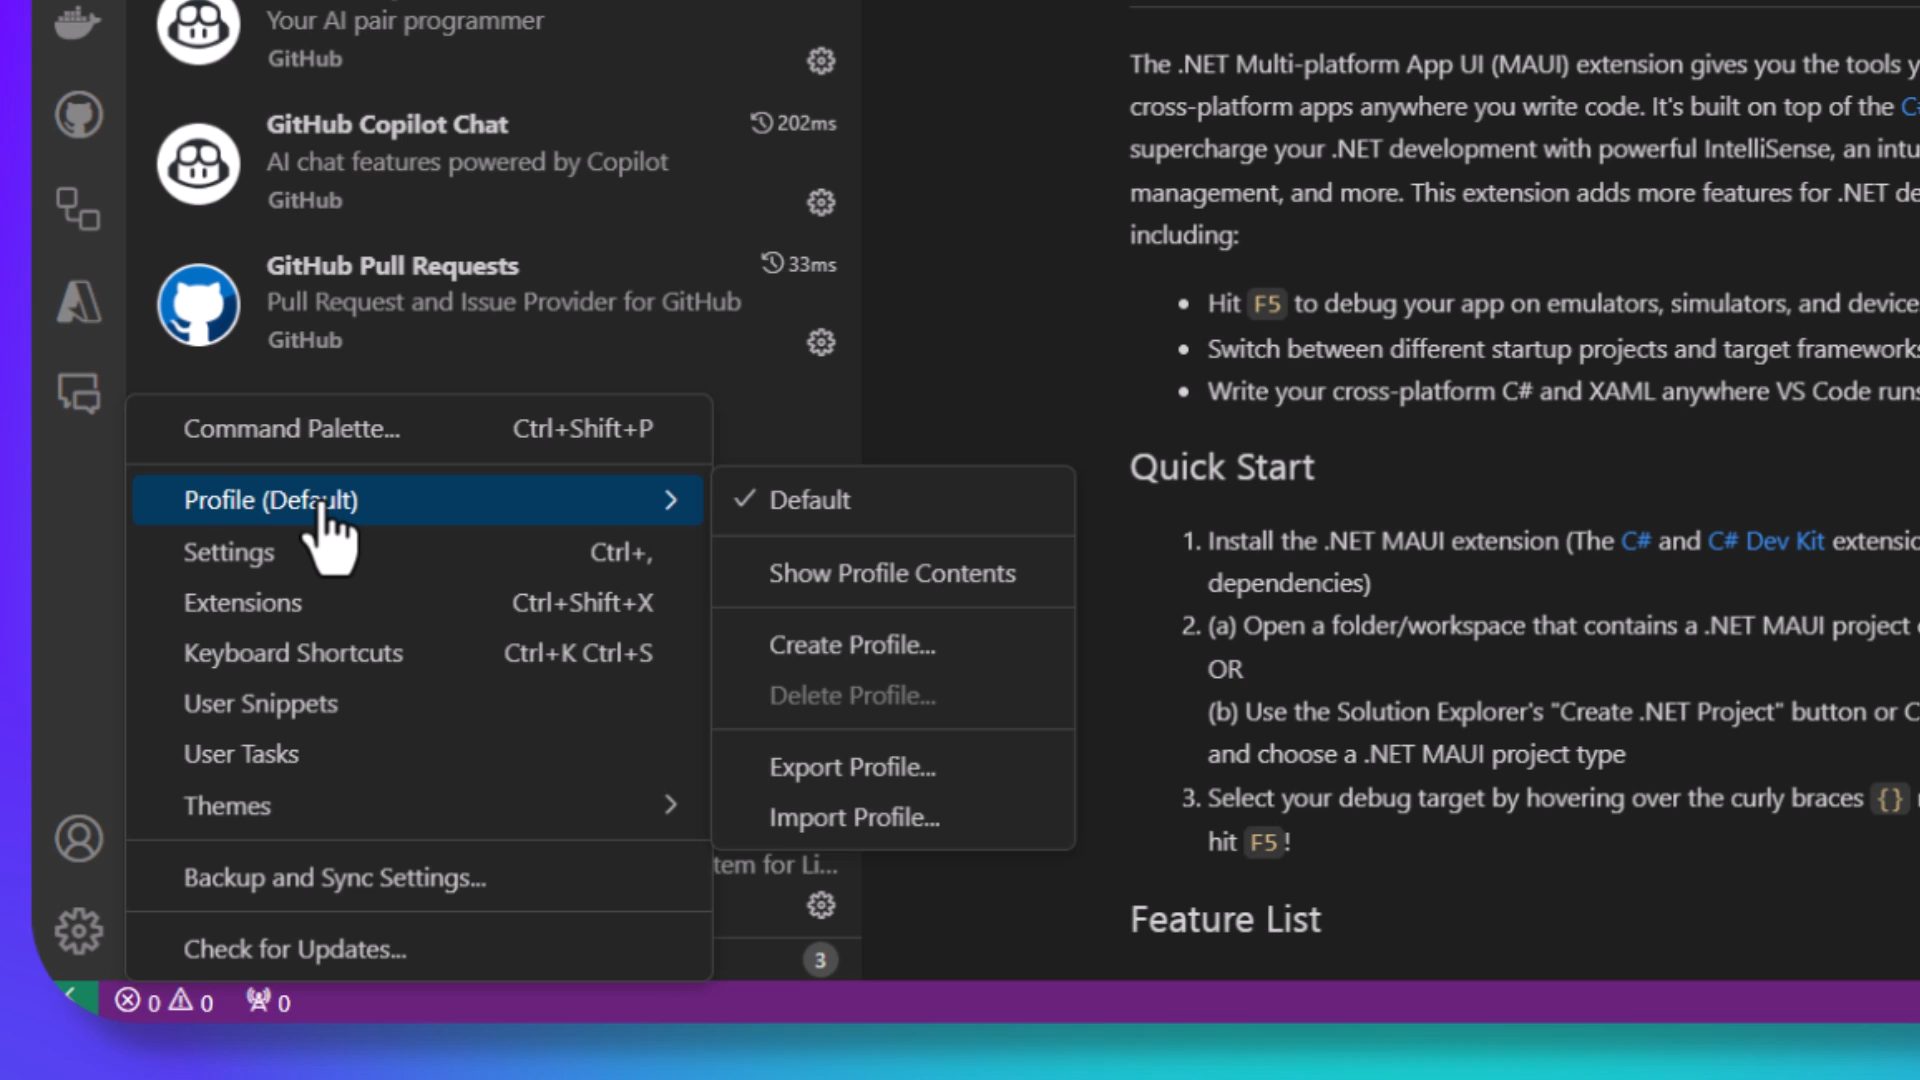 Your AI pair programmer
GitHub
GitHub Copilot Chat 202ms
AI chat features powered by Copilot
GitHub
GitHub Pull Requests 33ms
Pull Request and Issue Provider for GitHub
GitHub
Command Palette... Ctrl+Shift+P
Profile (Default)
Settings Ctrl+,
Extensions Ctrl+Shift+X
Keyboard Shortcuts Ctrl+K Ctrl+S
User Snippets
User Tasks
Themes
Backup and Sync Settings...
Check for Updates...
Default
Show Profile Contents
Create Profile...
Delete Profile...
Export Profile...
Import Profile...
tem for Li...
3
0 0 0
The .NET Multi-platform App UI (MAUI) extension gives you the tools
cross-platform apps anywhere you write code. It's built on top of the
supercharge your .NET development with powerful IntelliSense, an
management, and more. This extension adds more features for .NET
including:
• Hit F5 to debug your app on emulators, simulators, and
• Switch between different startup projects and target
• Write your cross-platform C# and XAML anywhere VS Code
Quick Start
1. Install the .NET MAUI extension (The C# and C# Dev Kit
dependencies)
2. (a) Open a folder/workspace that contains a .NET MAUI project
OR
(b) Use the Solution Explorer's "Create .NET Project" button or
and choose a .NET MAUI project type
3. Select your debug target by hovering over the curly braces {}
hit F5!
Feature List